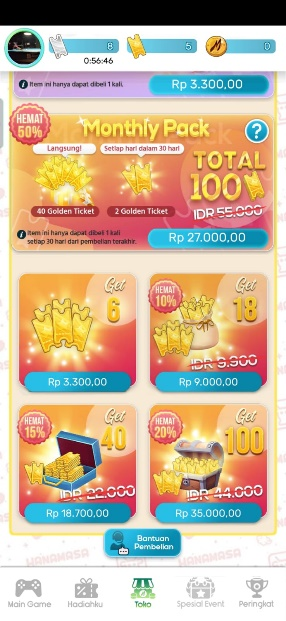 8
5
0
0:56:46
Item ini hanya dapat dibeli 1 kali.
Rp 3.300,00
HEMAT
50%
Monthly Pack
?
Langsung!
Setiap hari dalam 30 hari!
TOTAL
100
40 Golden Ticket
2 Golden Ticket
IDR 55.000
Item ini hanya dapat dibeli 1 kali
setiap 30 hari dari pembelian terakhir.
Rp 27.000,00
Get
6
Rp 3.300,00
HEMAT
10%
Get
18
IDR 9.900
Rp 9.000,00
HEMAT
15%
Get
40
IDR 22.000
Rp 18.700,00
HEMAT
20%
Get
100
IDR 44.000
Rp 35.000,00
Bantuan
Pembelian
HANAMASA
Main Game
Hadiahku
Toko
Spesial Event
Peringkat